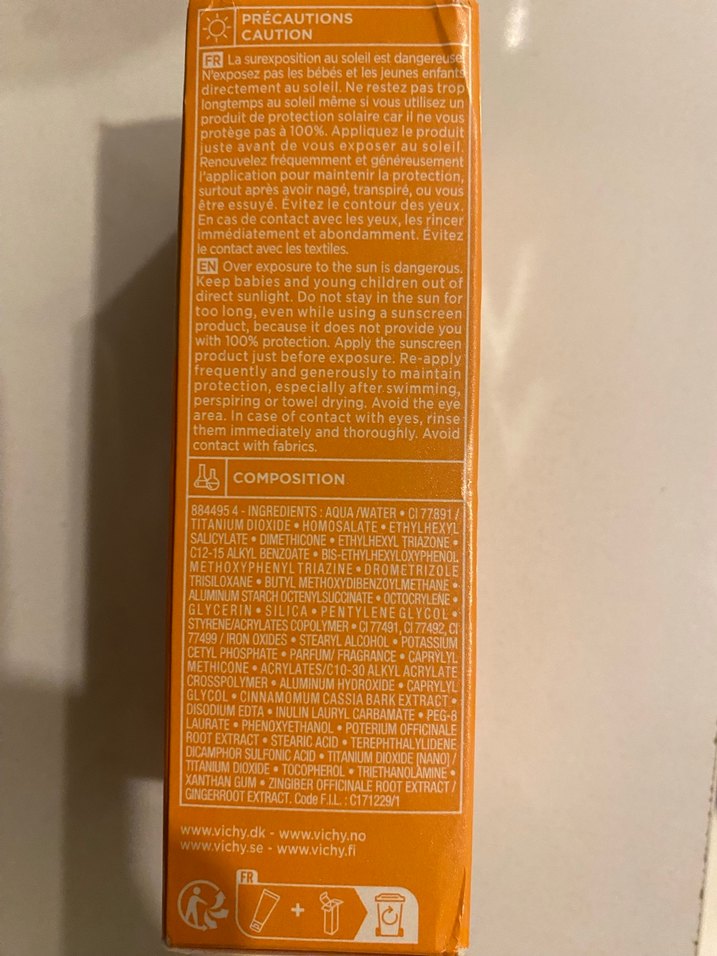 PRÉCAUTIONS
CAUTION
FR La surexposition au soleil est dangereuse.
N'exposez pas les bébés et les jeunes enfants
directement au soleil. Ne restez pas trop
longtemps au soleil même si vous utilisez un
produit de protection solaire car il ne vous
protège pas à 100%. Appliquez le produit
juste avant de vous exposer au soleil.
Renouvelez fréquemment et généreusement
l'application pour maintenir la protection,
surtout après avoir nagé, transpiré, ou vous
être essuyé. Évitez le contour des yeux.
En cas de contact avec les yeux, les rincer
immédiatement et abondamment. Évitez
le contact avec les textiles.
EN Over exposure to the sun is dangerous.
Keep babies and young children out of
direct sunlight. Do not stay in the sun for
too long, even while using a sunscreen
product, because it does not provide you
with 100% protection. Apply the sunscreen
product just before exposure. Re-apply
frequently and generously to maintain
protection, especially after swimming,
perspiring or towel drying. Avoid the eye
area. In case of contact with eyes, rinse
them immediately and thoroughly. Avoid
contact with fabrics.
COMPOSITION
884495 4 - INGREDIENTS : AQUA /WATER • CI 77891 /
TITANIUM DIOXIDE • HOMOSALATE • ETHYLHEXYL
SALICYLATE • DIMETHICONE • ETHYLHEXYL TRIAZONE •
C12-15 ALKYL BENZOATE • BIS-ETHYLHEXYLOXYPHENOL
METHOXYPHENYL TRIAZINE • DROMETRIZOLE
TRISILOXANE • BUTYL METHOXYDIBENZOYLMETHANE •
ALUMINUM STARCH OCTENYLSUCCINATE • OCTOCRYLENE •
GLYCERIN • SILICA • PENTYLENE GLYCOL •
STYRENE/ACRYLATES COPOLYMER • CI 77491, CI 77492, CI
77499 / IRON OXIDES • STEARYL ALCOHOL • POTASSIUM
CETYL PHOSPHATE • PARFUM/ FRAGRANCE • CAPRYLYL
METHICONE • ACRYLATES/C10-30 ALKYL ACRYLATE
CROSSPOLYMER • ALUMINUM HYDROXIDE • CAPRYLYL
GLYCOL • CINNAMOMUM CASSIA BARK EXTRACT •
DISODIUM EDTA • INULIN LAURYL CARBAMATE • PEG-8
LAURATE • PHENOXYETHANOL • POTERIUM OFFICINALE
ROOT EXTRACT • STEARIC ACID • TEREPHTHALYLIDENE
DICAMPHOR SULFONIC ACID • TITANIUM DIOXIDE [NANO] /
TITANIUM DIOXIDE • TOCOPHEROL • TRIETHANOLAMINE •
XANTHAN GUM • ZINGIBER OFFICINALE ROOT EXTRACT /
GINGERROOT EXTRACT. Code F.I.L. : C171229/1
www.vichy.dk - www.vichy.no
www.vichy.se - www.vichy.fi
FR
+